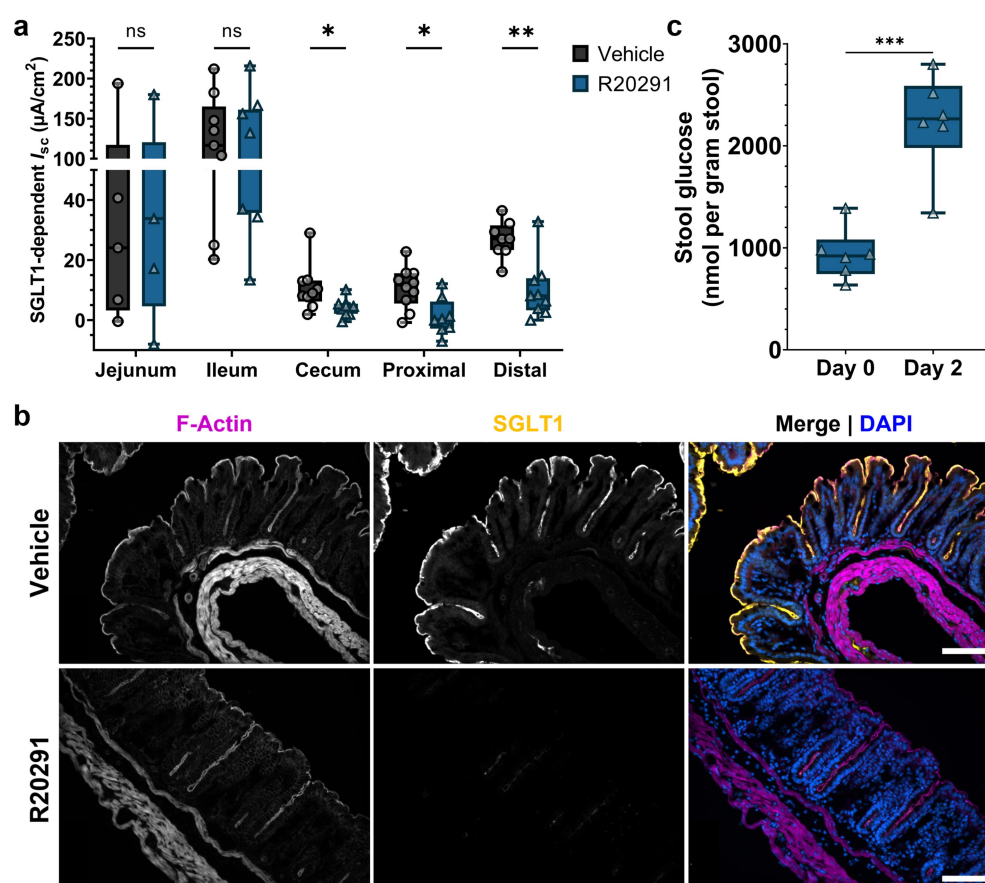 a
SGLT1-dependent Isc (µA/cm²)
250
200
150
100
40
20
0
ns
ns
*
*
**
Vehicle
R20291
Jejunum
Ileum
Cecum
Proximal
Distal
c
Stool glucose
(nmol per gram stool)
3000
2000
1000
0
***
Day 0
Day 2
b
F-Actin
SGLT1
Merge | DAPI
Vehicle
R20291